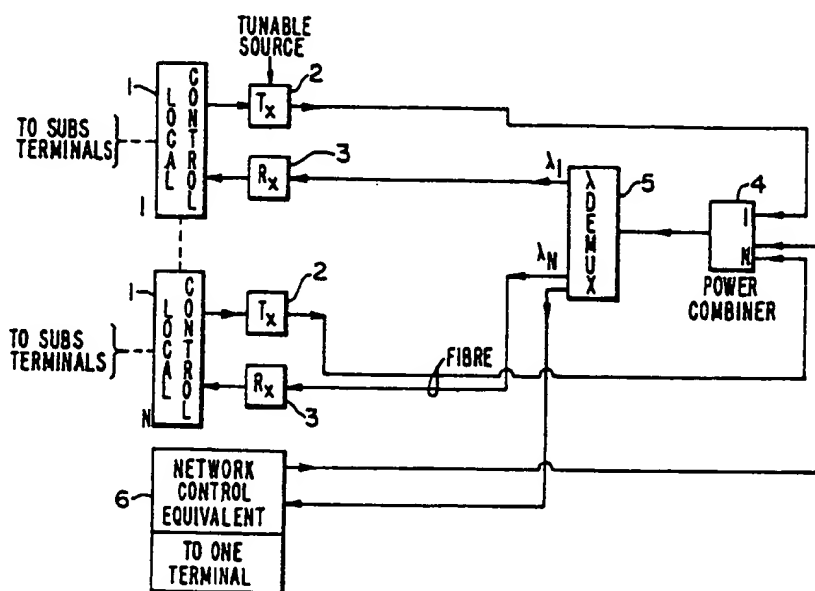 TUNABLE
SOURCE
1
LOCAL
CONTROL
1
TO SUBS
TERMINALS
Tx
2
Rx
3
λ1
λN
λDEMUX
5
4
1
N
POWER
COMBINER
1
LOCAL
CONTROL
N
TO SUBS
TERMINALS
Tx
2
Rx
3
FIBRE
6
NETWORK
CONTROL
EQUIVALENT
TO ONE
TERMINAL